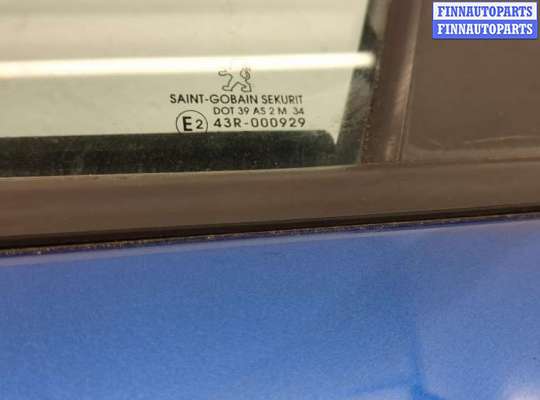 FINNAUTOPARTS
FINNAUTOPARTS
SAINT-GOBAIN SEKURIT
DOT 39 AS 2 M 34
E2 43R-000929